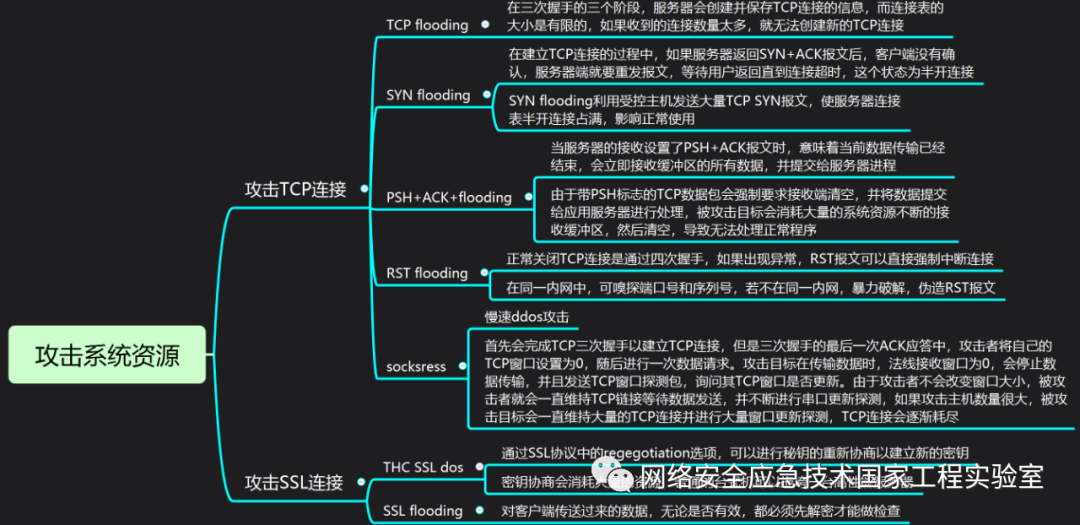 在三次握手的三个阶段，服务器会创建并保存TCP连接的信息，而连接表的
大小是有限的，如果收到的连接数量太多，就无法创建新的TCP连接
TCP flooding
在建立TCP连接的过程中，如果服务器返回SYN+ACK报文后，客户端没有确
认，服务器端就要重发报文，等待用户返回直到连接超时，这个状态为半开连接
SYN flooding
SYN flooding利用受控主机发送大量TCP SYN报文，使服务器连接
表半开连接占满，影响正常使用
攻击TCP连接
当服务器的接收设置了PSH+ACK报文时，意味着当前数据传输已经
结束，会立即接收缓冲区的所有数据，并提交给服务器进程
PSH+ACK+flooding
由于带PSH标志的TCP数据包会强制要求接收端清空，并将数据提交
给应用服务器进行处理，被攻击目标会消耗大量的系统资源不断的接
收缓冲区，然后清空，导致无法处理正常程序
正常关闭TCP连接是通过四次握手，如果出现异常，RST报文可以直接强制中断连接
RST flooding
在同一内网中，可嗅探端口号和序列号，若不在同一内网，暴力破解，伪造RST报文
攻击系统资源
慢速ddos攻击
socksress
首先会完成TCP三次握手以建立TCP连接，但是三次握手的最后一次ACK应答中，攻击者将自己的
TCP窗口设置为0，随后进行一次数据请求。攻击目标在传输数据时，法线接收窗口为0，会停止数
据传输，并且发送TCP窗口探测包，询问其TCP窗口是否更新。由于攻击者不会改变窗口大小，被攻
击者就会一直维持TCP链接等待数据发送，并不断进行串口更新探测，如果攻击主机数量很大，被攻
击目标会一直维持大量的TCP连接并进行大量窗口更新探测，TCP连接会逐渐耗尽
攻击SSL连接
THC SSL dos
通过SSL协议中的regegotiation选项，可以进行秘钥的重新协商以建立新的密钥
密钥协商会消耗
网络安全应急技术国家工程实验室
SSL flooding
对客户端传送过来的数据，无论是否有效，都必须先解密才能做检查